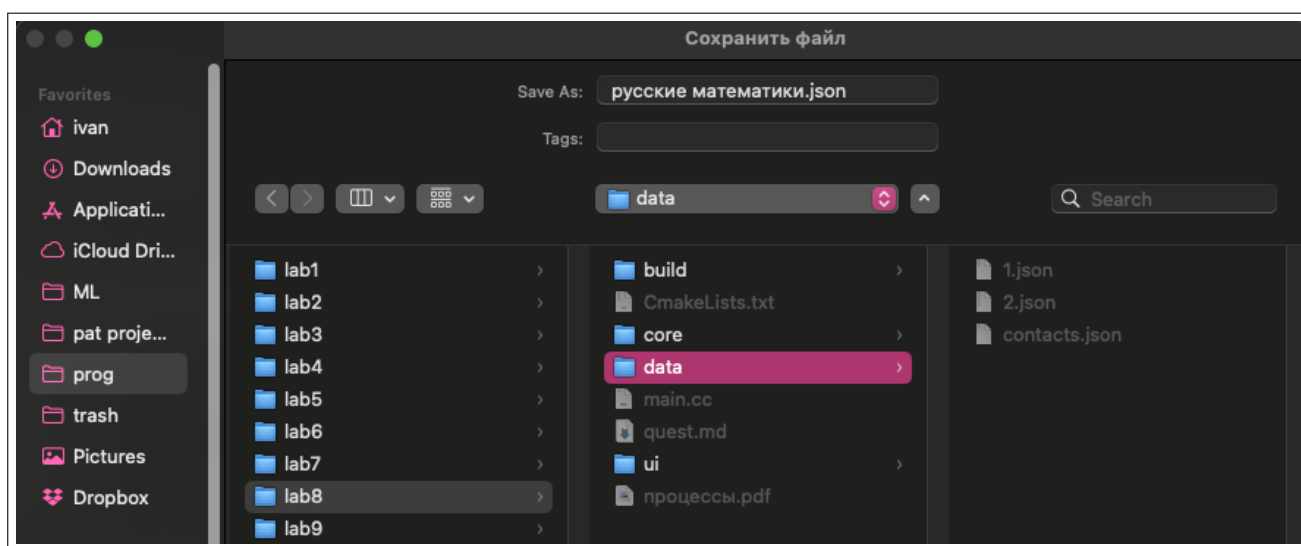 Сохранить файл
Save As: русские математики.json
Tags:
data
Search
Favorites
ivan
Downloads
Applicati...
iCloud Dri...
ML
pat proje...
prog
trash
Pictures
Dropbox
lab1
lab2
lab3
lab4
lab5
lab6
lab7
lab8
lab9
build
CmakeLists.txt
core
data
main.cc
quest.md
ui
процессы.pdf
1.json
2.json
contacts.json